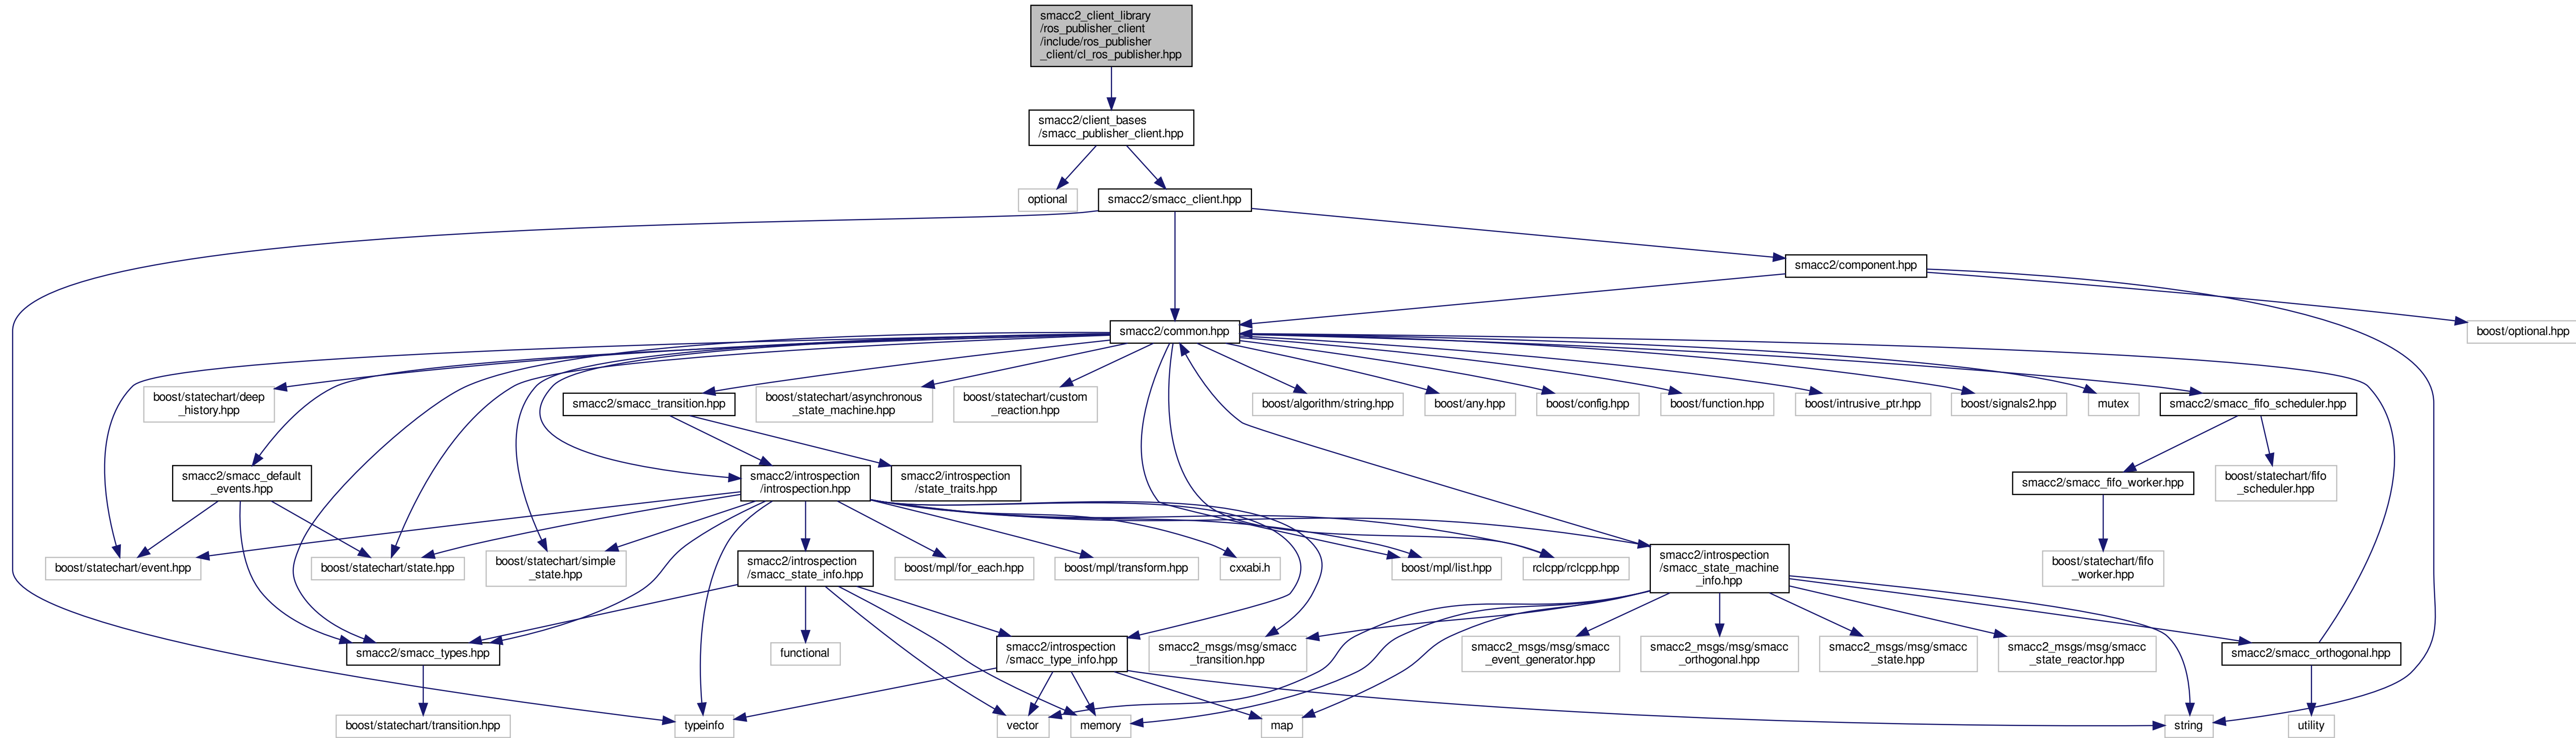 smacc2_client_library
/ros_publisher_client
/include/ros_publisher
_client/cl_ros_publisher.hpp
smacc2/client_bases
/smacc_publisher_client.hpp
optional
smacc2/smacc_client.hpp
smacc2/component.hpp
smacc2/common.hpp
boost/optional.hpp
boost/statechart/deep
_history.hpp
smacc2/smacc_transition.hpp
boost/statechart/asynchronous
_state_machine.hpp
boost/statechart/custom
_reaction.hpp
boost/algorithm/string.hpp
boost/any.hpp
boost/config.hpp
boost/function.hpp
boost/intrusive_ptr.hpp
boost/signals2.hpp
mutex
smacc2/smacc_fifo_scheduler.hpp
smacc2/smacc_default
_events.hpp
smacc2/introspection
/introspection.hpp
smacc2/introspection
/state_traits.hpp
smacc2/smacc_fifo_worker.hpp
boost/statechart/fifo
_scheduler.hpp
boost/statechart/event.hpp
boost/statechart/state.hpp
boost/statechart/simple
_state.hpp
smacc2/introspection
/smacc_state_info.hpp
boost/mpl/for_each.hpp
boost/mpl/transform.hpp
cxxabi.h
boost/mpl/list.hpp
rclcpp/rclcpp.hpp
smacc2/introspection
/smacc_state_machine
_info.hpp
boost/statechart/fifo
_worker.hpp
smacc2/smacc_types.hpp
functional
smacc2/introspection
/smacc_type_info.hpp
smacc2_msgs/msg/smacc
_transition.hpp
smacc2_msgs/msg/smacc
_event_generator.hpp
smacc2_msgs/msg/smacc
_orthogonal.hpp
smacc2_msgs/msg/smacc
_state.hpp
smacc2_msgs/msg/smacc
_state_reactor.hpp
smacc2/smacc_orthogonal.hpp
boost/statechart/transition.hpp
typeinfo
vector
memory
map
string
utility